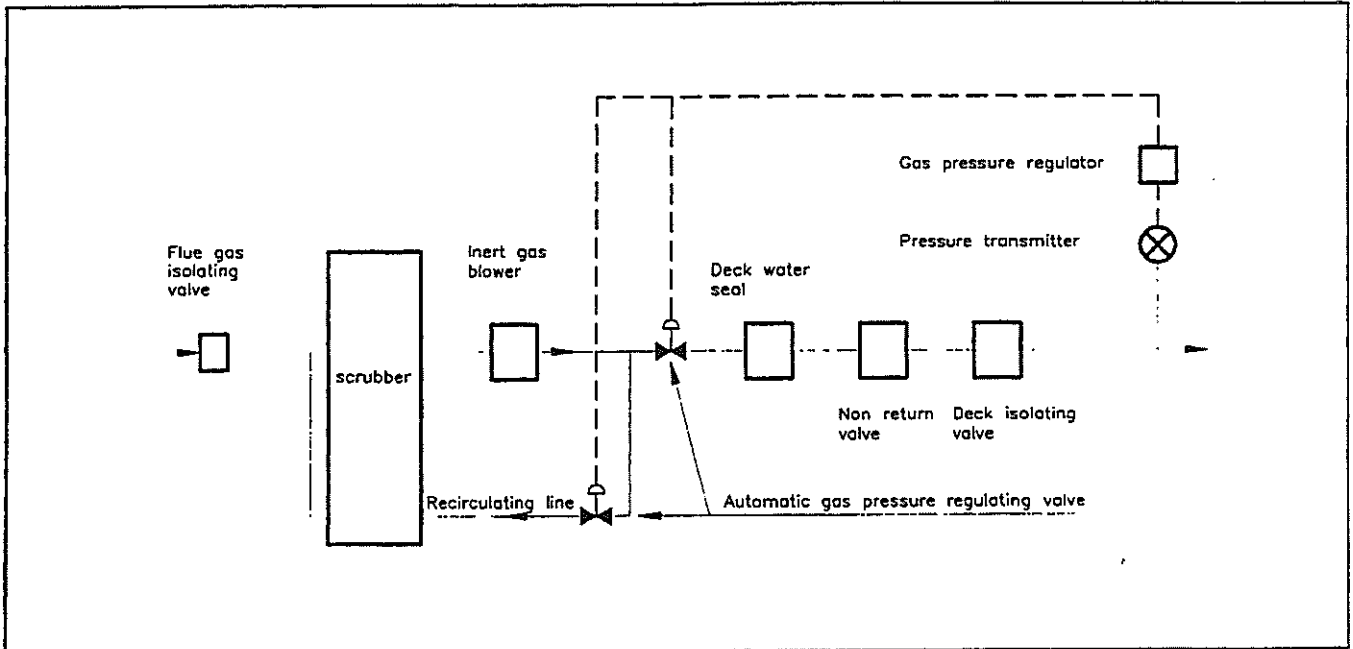 Gas pressure regulator
Pressure transmitter
Flue gas
isolating
valve
Inert gas
blower
Deck water
seal
scrubber
Non return
valve
Deck isolating
valve
Recirculating line
Automatic gas pressure regulating valve